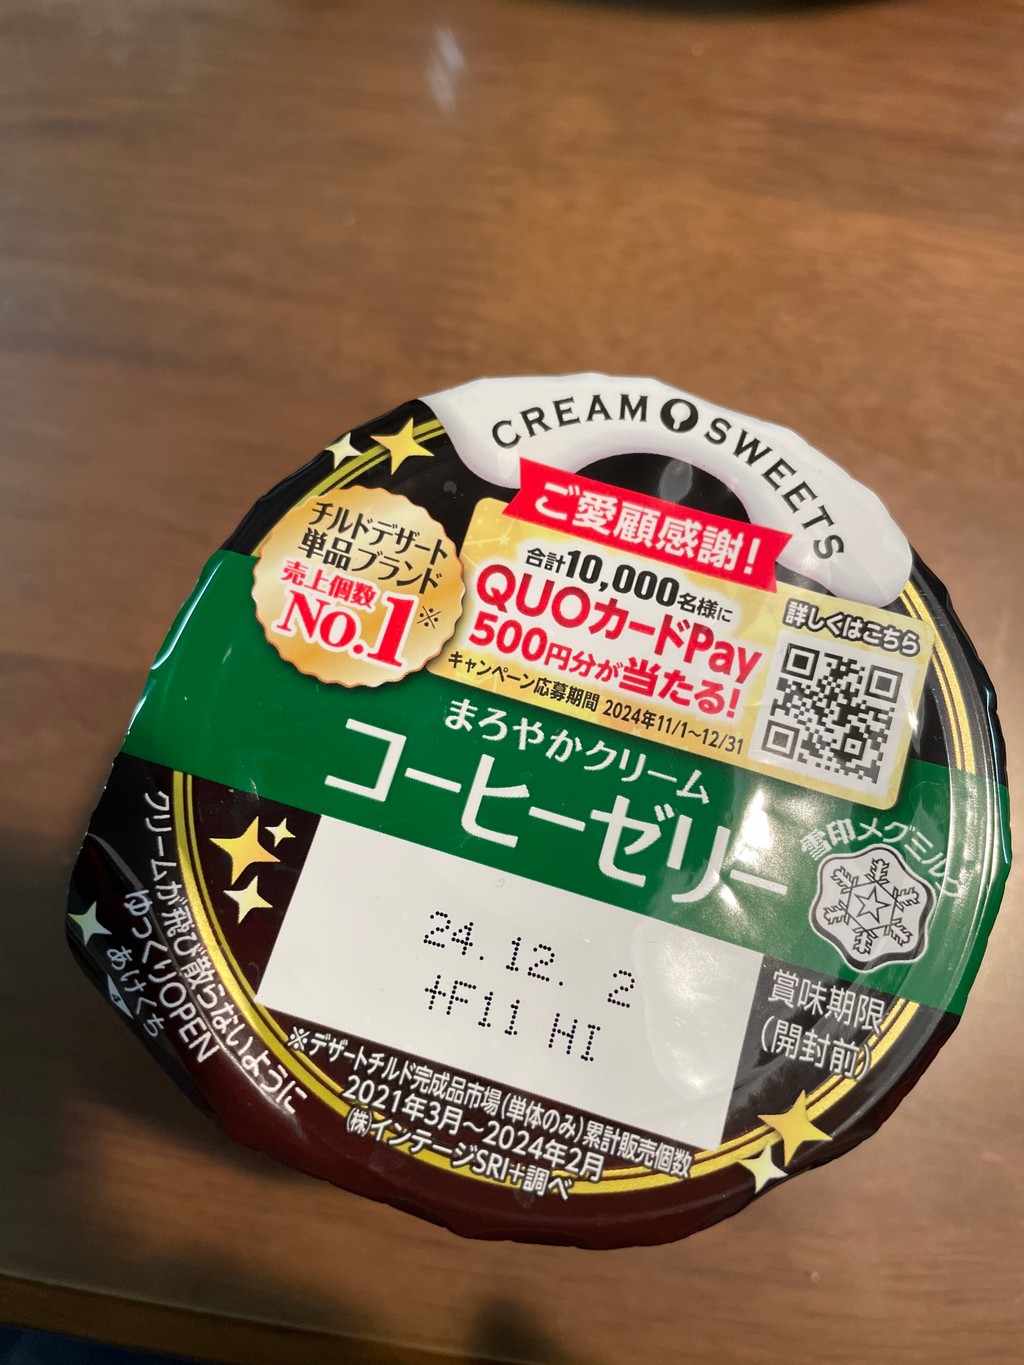 CREAM SWEETS
チルドデザート
単品ブランド
売上個数
No.1※
ご愛顧感謝!
合計10,000名様に
QUOカードPay
500円分が当たる!
キャンペーン応募期間 2024年11/1~12/31
詳しくはこちら
まろやかクリーム
コーヒーゼリー
雪印メグミルク
24.12. 2
+F11 HI
賞味期限
(開封前)
クリームが飛び散らないように
ゆっくりOPEN
あけくち
※デザートチルド完成品市場(単体のみ)累計販売個数
2021年3月~2024年2月
㈱インテージSRI+調べ